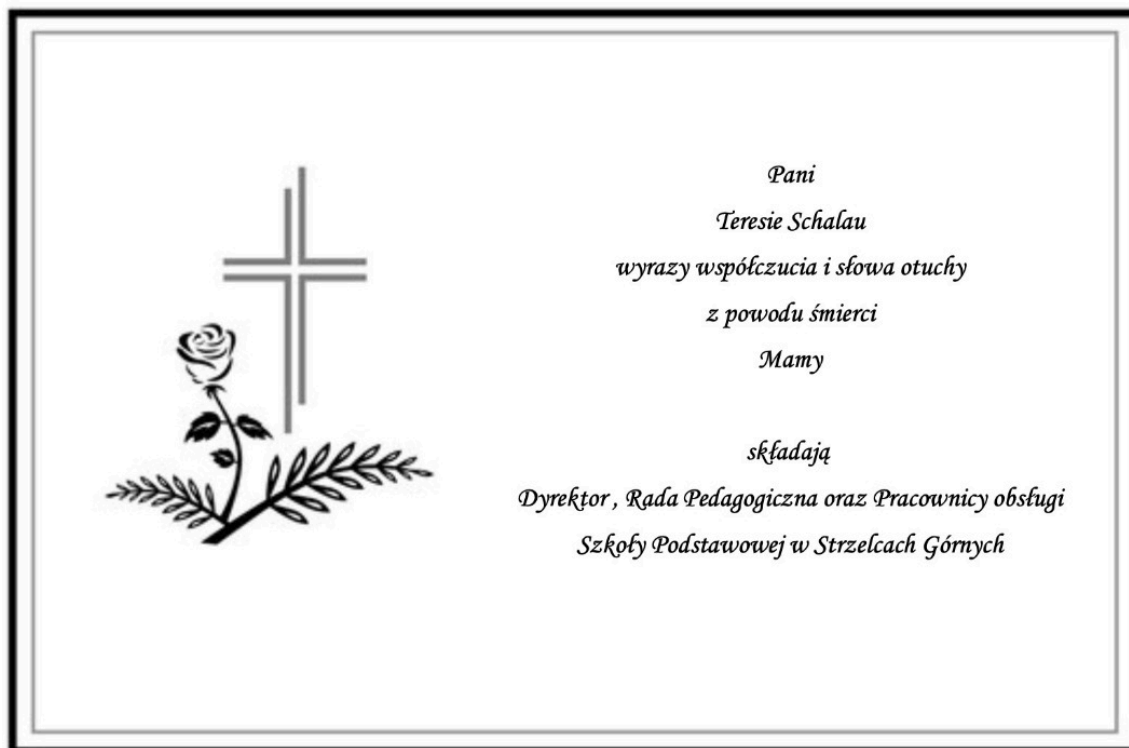 Pani
Teresie Schalau
wyrazy współczucia i słowa otuchy
z powodu śmierci
Mamy
składają
Dyrektor , Rada Pedagogiczna oraz Pracownicy obsługi
Szkoły Podstawowej w Strzelcach Górnych